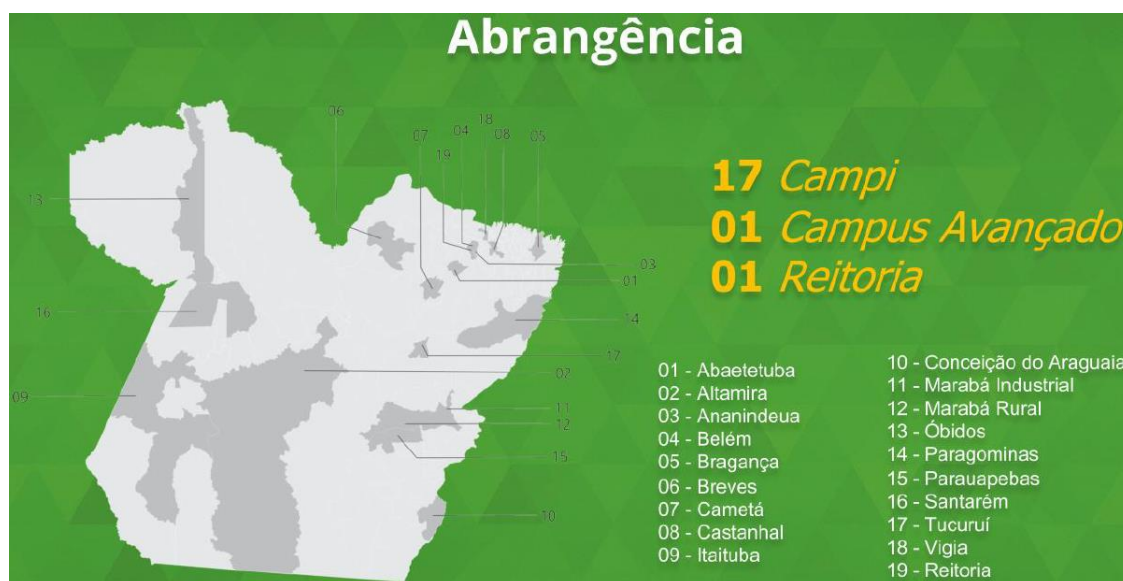 Abrangência
06
18
07
04
08
05
19
13
03
01
16
14
17
02
09
11
12
15
10
17 Campi
01 Campus Avançado
01 Reitoria
01 - Abaetetuba
02 - Altamira
03 - Ananindeua
04 - Belém
05 - Bragança
06 - Breves
07 - Cametá
08 - Castanhal
09 - Itaituba
10 - Conceição do Araguaia
11 - Marabá Industrial
12 - Marabá Rural
13 - Óbidos
14 - Paragominas
15 - Parauapebas
16 - Santarém
17 - Tucuruí
18 - Vigia
19 - Reitoria